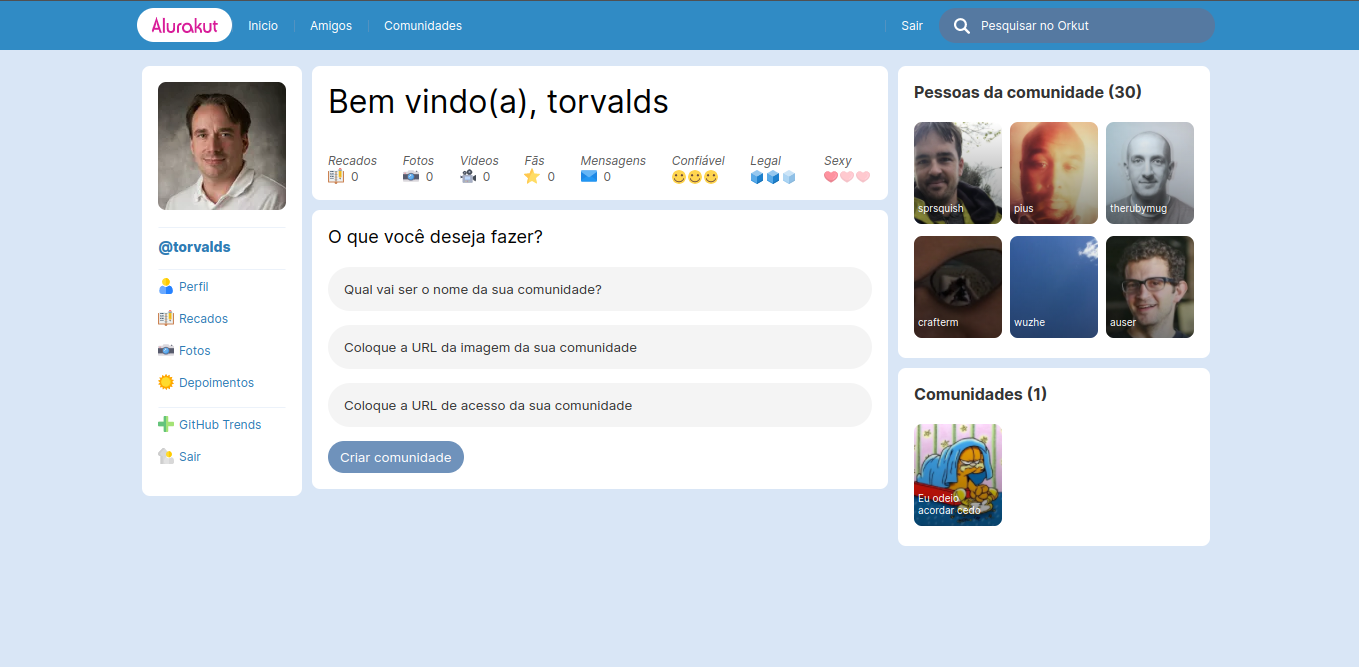 Alurakut
Inicio
Amigos
Comunidades
Sair
Pesquisar no Orkut
@torvalds
Perfil
Recados
Fotos
Depoimentos
GitHub Trends
Sair
Bem vindo(a), torvalds
Recados Fotos Videos Fãs Mensagens Confiável Legal Sexy
0 0 0 0 0
O que você deseja fazer?
Qual vai ser o nome da sua comunidade?
Coloque a URL da imagem da sua comunidade
Coloque a URL de acesso da sua comunidade
Criar comunidade
Pessoas da comunidade (30)
sprsquish
pius
therubymug
crafterm
wuzhe
auser
Comunidades (1)
Eu odeio
acordar cedo